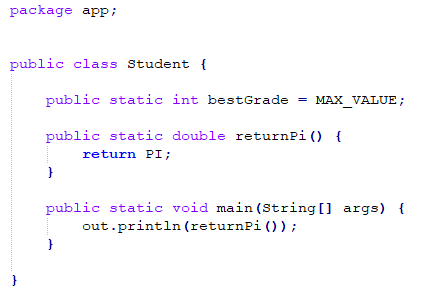 package app;
public class Student {
public static int bestGrade = MAX_VALUE;
public static double returnPi() {
return PI;
}
public static void main(String[] args) {
out.println(returnPi());
}
}